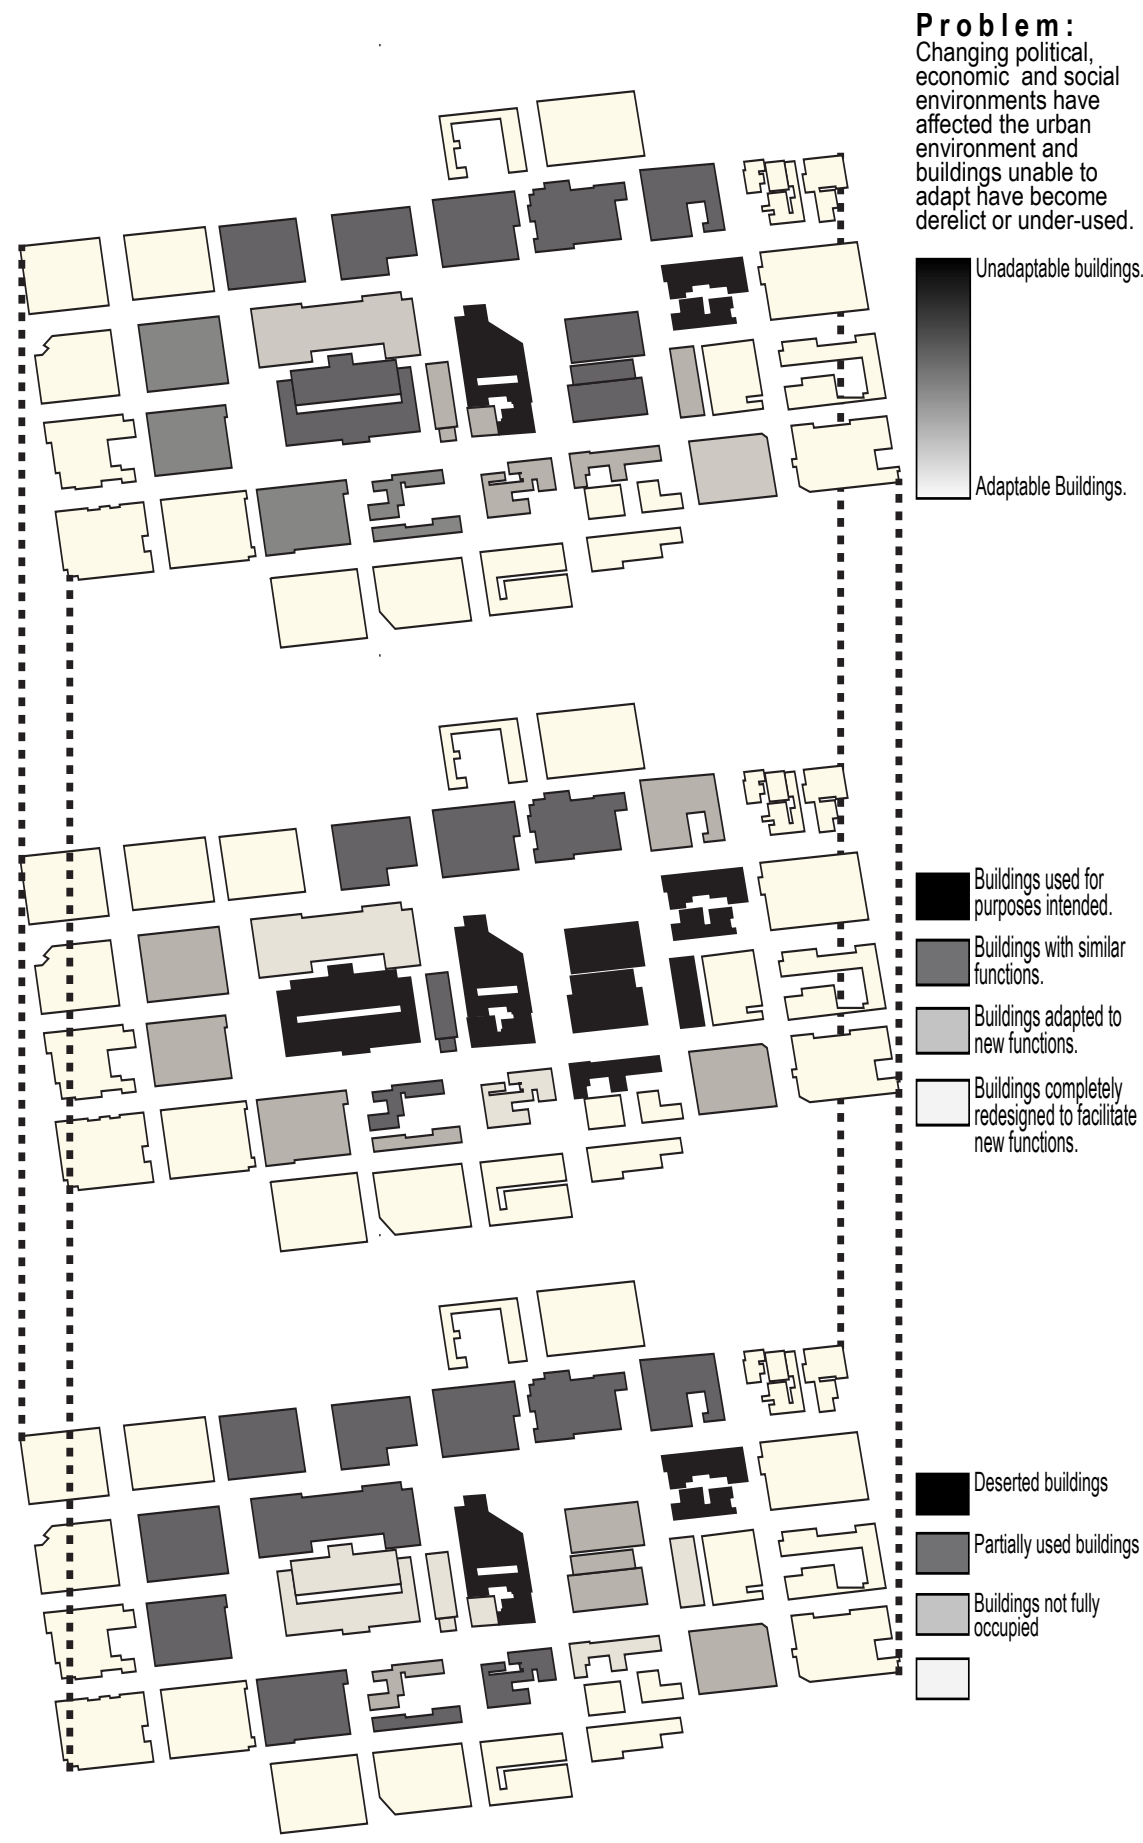 Problem:
Changing political,
economic and social
environments have
affected the urban
environment and
buildings unable to
adapt have become
derelict or under-used.
Unadaptable buildings.
Adaptable Buildings.
Buildings used for
purposes intended.
Buildings with similar
functions.
Buildings adapted to
new functions.
Buildings completely
redesigned to facilitate
new functions.
Deserted buildings
Partially used buildings
Buildings not fully
occupied